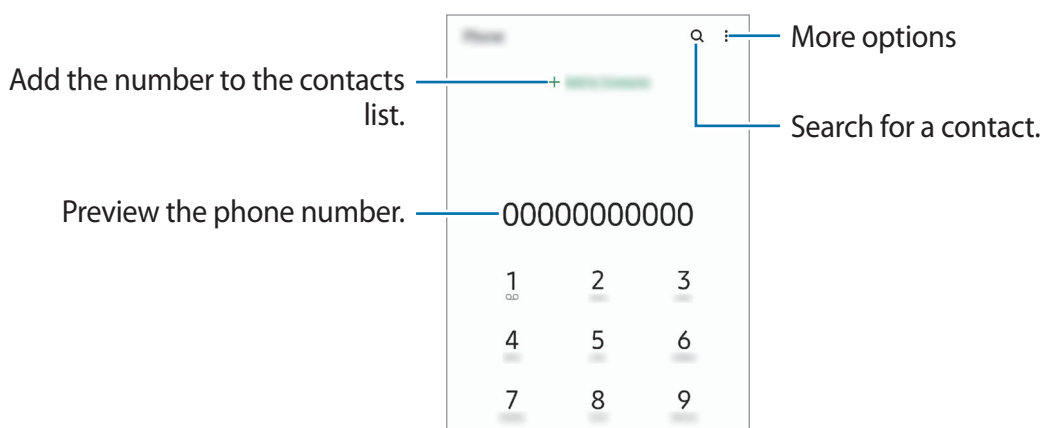 More options
Add the number to the contacts
list.
Search for a contact.
Preview the phone number.
00000000000
1 2 3
4 5 6
7 8 9